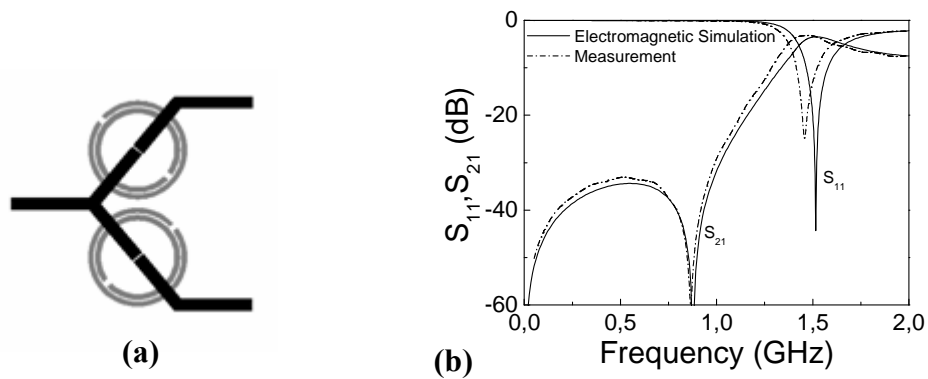 0
-20
-40
-60
S11,S21 (dB)
Electromagnetic Simulation
Measurement
S11
S21
0,0
0,5
1,0
1,5
2,0
Frequency (GHz)
(a)
(b)